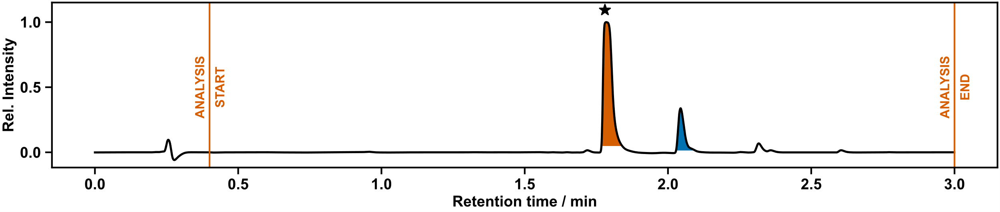 1.0
0.5
0.0
Rel. Intensity
ANALYSIS
START
ANALYSIS
END
0.0
0.5
1.0
1.5
2.0
2.5
3.0
Retention time / min